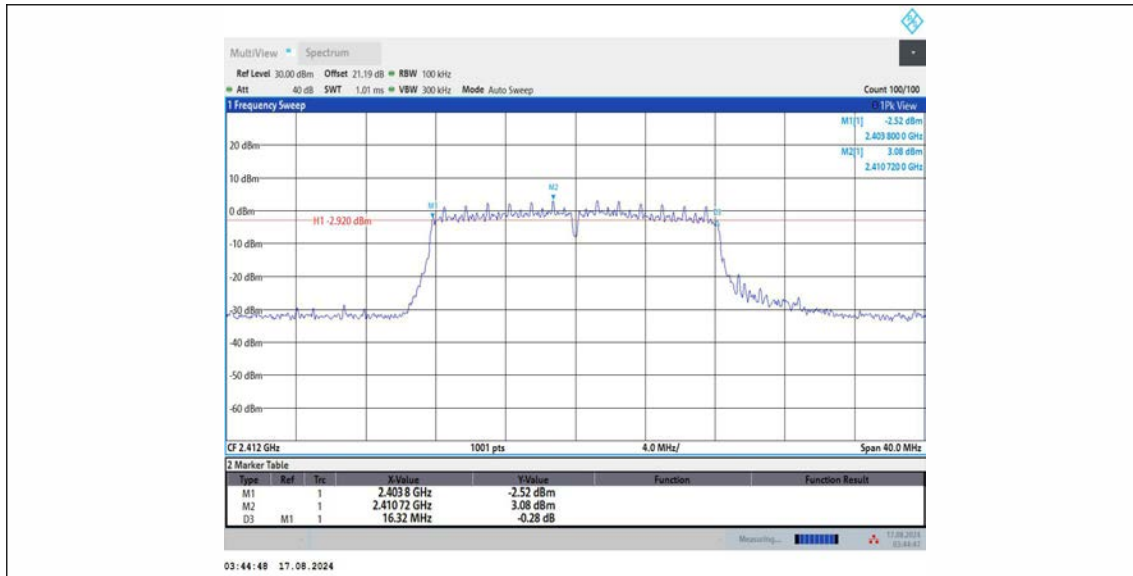 MultiView Spectrum
Ref Level 30.00 dBm Offset 21.19 dB RBW 100 kHz
Att 40 dB SWT 1.01 ms VBW 300 kHz Mode Auto Sweep Count 100/100
1 Frequency Sweep 1Pk View
M1[1] -2.52 dBm
2.403 800 0 GHz
M2[1] 3.08 dBm
2.410 720 0 GHz
20 dBm
10 dBm
M2
M1
0 dBm
H1 -2.920 dBm
-10 dBm
-20 dBm
-30 dBm
-40 dBm
-50 dBm
-60 dBm
CF 2.412 GHz 1001 pts 4.0 MHz/ Span 40.0 MHz
2 Marker Table
Type Ref Trc X-Value Y-Value Function Function Result
M1 1 2.4038 GHz -2.52 dBm
M2 1 2.41072 GHz 3.08 dBm
D3 M1 1 16.32 MHz -0.28 dB
Measuring... 17.08.2024
03:44:47
03:44:48 17.08.2024